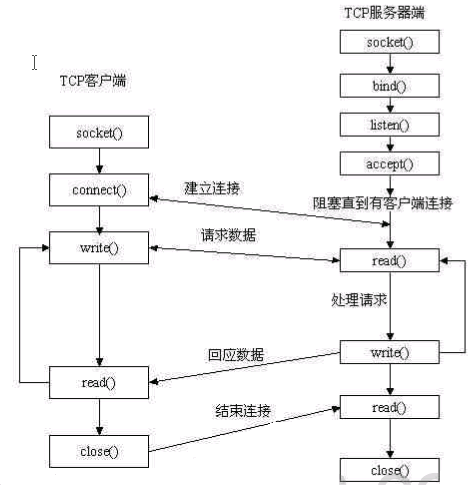 TCP服务器端
socket()
bind()
listen()
accept()
阻塞直到有客户端连接
read()
处理请求
write()
read()
close()
TCP客户端
socket()
connect()
write()
read()
close()
建立连接
请求数据
回应数据
结束连接